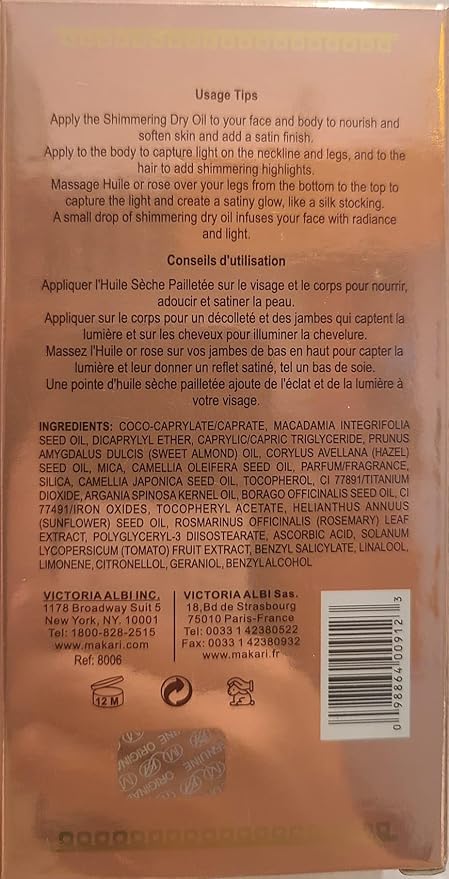 Usage Tips
Apply the Shimmering Dry Oil to your face and body to nourish and
soften skin and add a satin finish.
Apply to the body to capture light on the neckline and legs, and to the
hair to add shimmering highlights.
Massage Huile or rose over your legs from the bottom to the top to
capture the light and create a satiny glow, like a silk stocking.
A small drop of shimmering dry oil infuses your face with radiance
and light.
Conseils d'utilisation
Appliquer l'Huile Sèche Pailletée sur le visage et le corps pour nourrir,
adoucir et satiner la peau.
Appliquer sur le corps pour un décolleté et des jambes qui captent la
lumière et sur les cheveux pour illuminer la chevelure.
Massez l'Huile or rose sur vos jambes de bas en haut pour capter la
lumière et leur donner un reflet satiné, tel un bas de soie.
Une pointe d'huile sèche pailletée ajoute de l'éclat et de la lumière à
votre visage.
INGREDIENTS: COCO-CAPRYLATE/CAPRATE, MACADAMIA INTEGRIFOLIA
SEED OIL, DICAPRYLYL ETHER, CAPRYLIC/CAPRIC TRIGLYCERIDE, PRUNUS
AMYGDALUS DULCIS (SWEET ALMOND) OIL, CORYLUS AVELLANA (HAZEL)
SEED OIL, MICA, CAMELLIA OLEIFERA SEED OIL, PARFUM/FRAGRANCE,
SILICA, CAMELLIA JAPONICA SEED OIL, TOCOPHEROL, CI 77891/TITANIUM
DIOXIDE, ARGANIA SPINOSA KERNEL OIL, BORAGO OFFICINALIS SEED OIL, CI
77491/IRON OXIDES, TOCOPHERYL ACETATE, HELIANTHUS ANNUUS
(SUNFLOWER) SEED OIL, ROSMARINUS OFFICINALIS (ROSEMARY) LEAF
EXTRACT, POLYGLYCERYL-3 DIISOSTEARATE, ASCORBIC ACID, SOLANUM
LYCOPERSICUM (TOMATO) FRUIT EXTRACT, BENZYL SALICYLATE, LINALOOL,
LIMONENE, CITRONELLOL, GERANIOL, BENZYLALCOHOL
VICTORIA ALBI INC.
1178 Broadway Suit 5
New York, NY. 10001
Tel: 1800-828-2515
www.makari.com
Ref: 8006
VICTORIA ALBI Sas.
18,Bd de Strasbourg
75010 Paris-France
Tel: 0033 1 42380522
Fax: 0033 1 42380932
www.makari.fr
12 M
0 98864 00912 3
GENUINE ORIGINAL